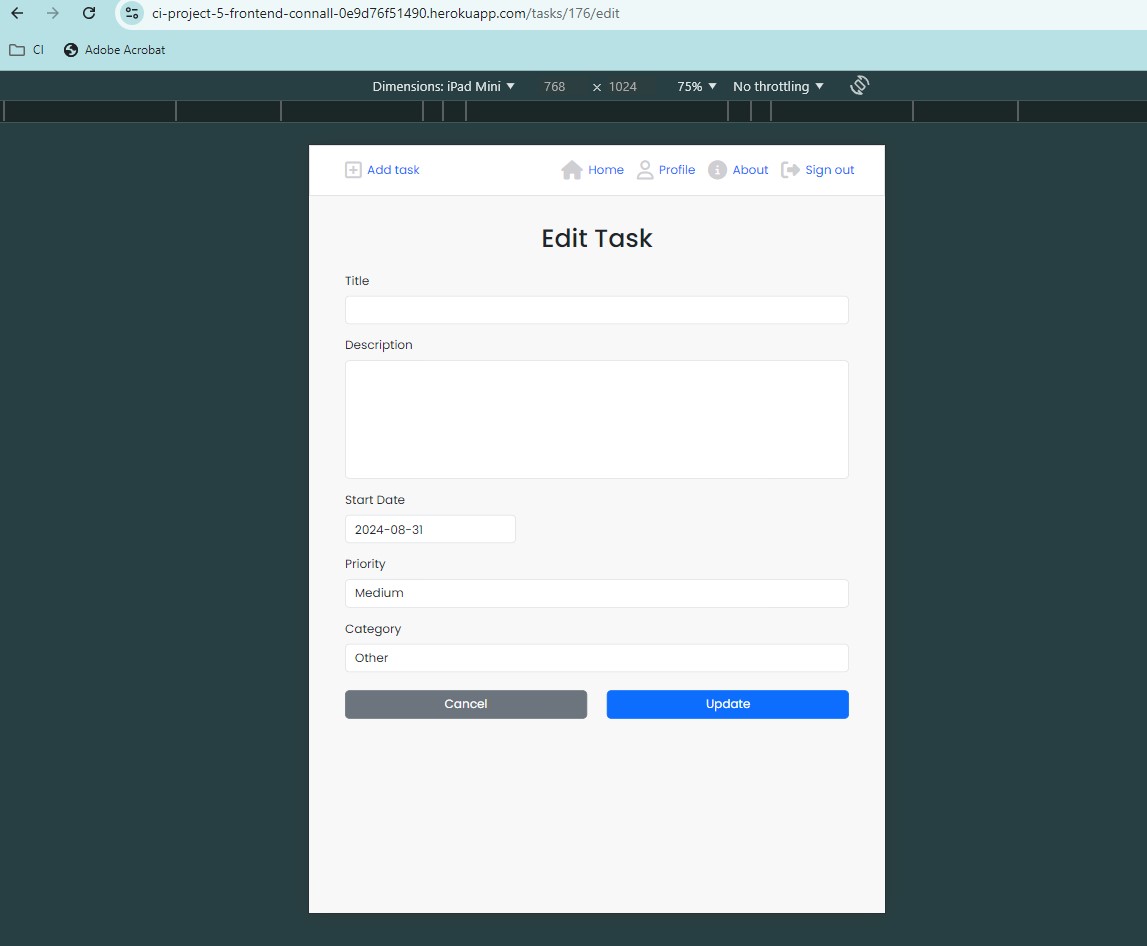 ci-project-5-frontend-connall-0e9d76f51490.herokuapp.com/tasks/176/edit
CI Adobe Acrobat
Dimensions: iPad Mini 768 × 1024 75% No throttling
Add task Home Profile About Sign out
Edit Task
Title
Description
Start Date
2024-08-31
Priority
Medium
Category
Other
Cancel Update